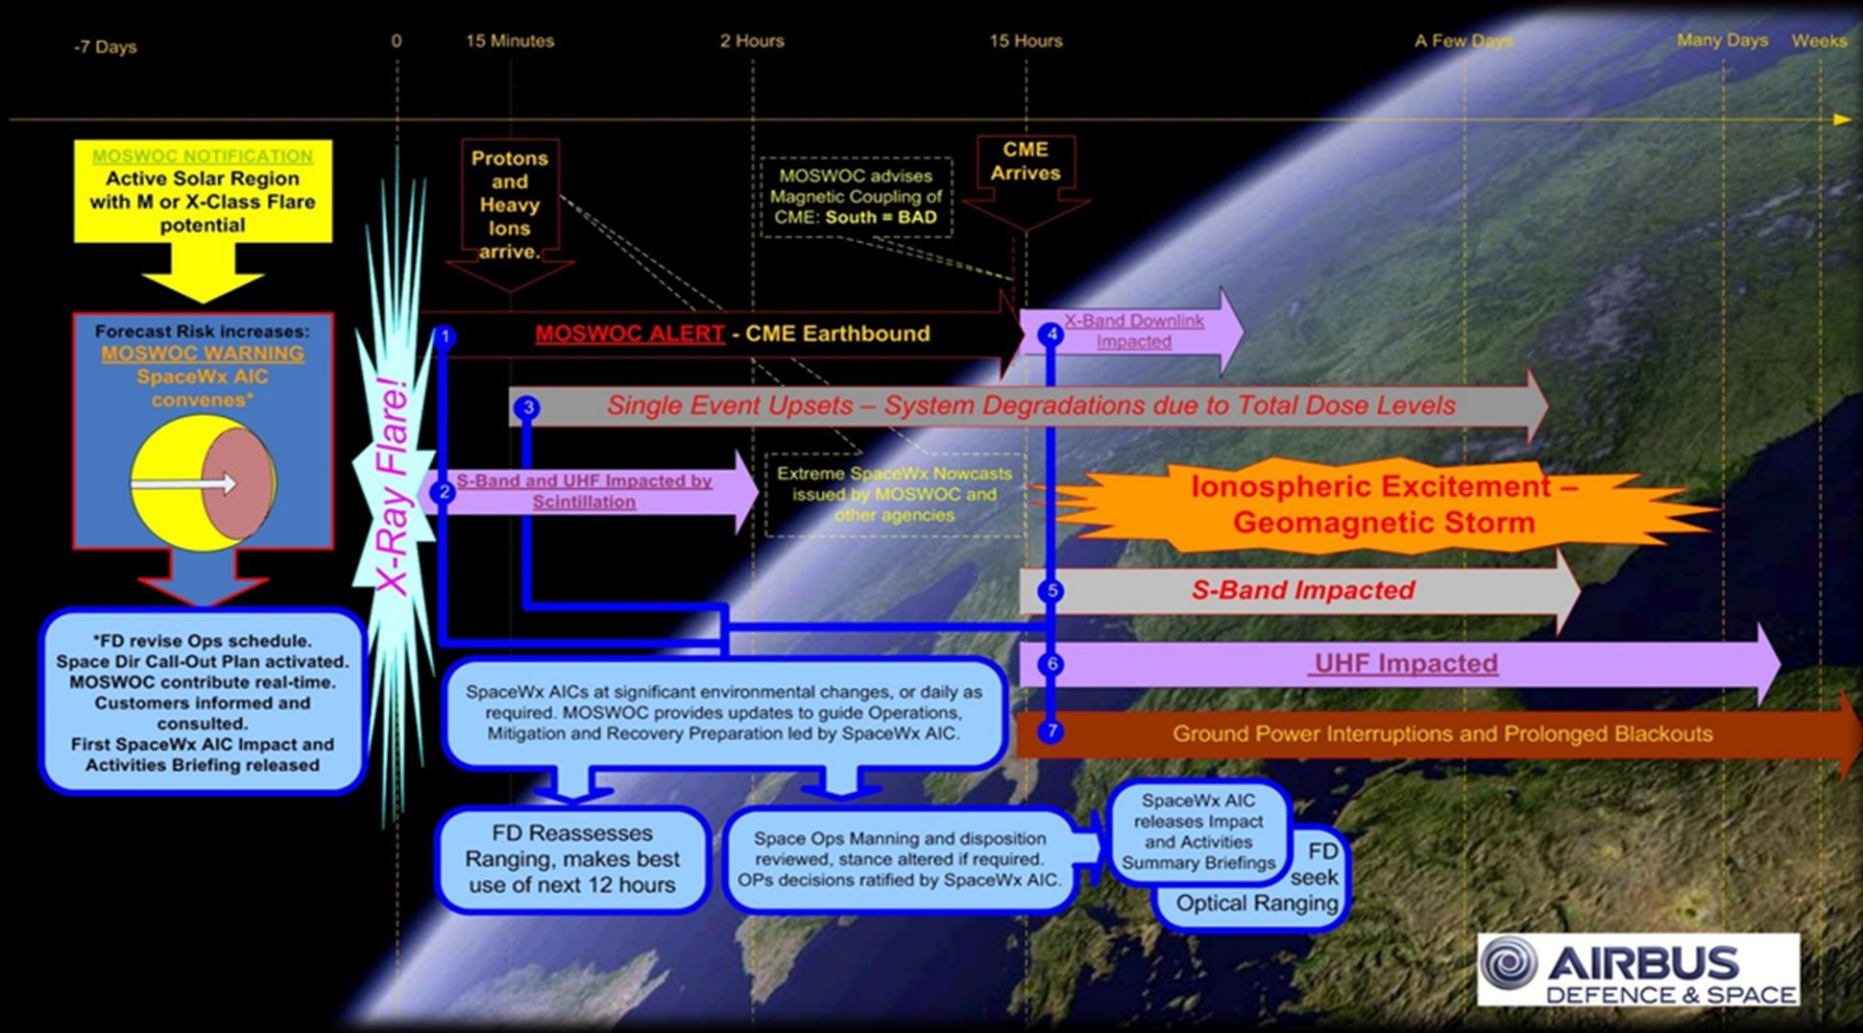 -7 Days
0
15 Minutes
2 Hours
15 Hours
A Few Days
Many Days
Weeks
MOSWOC NOTIFICATION
Active Solar Region
with M or X-Class Flare
potential
Forecast Risk increases:
MOSWOC WARNING
SpaceWx AIC
convenes*
*FD revise Ops schedule.
Space Dir Call-Out Plan activated.
MOSWOC contribute real-time.
Customers informed and
consulted.
First SpaceWx AIC Impact and
Activities Briefing released
X-Ray Flare!
Protons
and
Heavy
Ions
arrive.
MOSWOC advises
Magnetic Coupling of
CME: South = BAD
CME
Arrives
1
MOSWOC ALERT - CME Earthbound
4
X-Band Downlink
Impacted
3
Single Event Upsets – System Degradations due to Total Dose Levels
2
S-Band and UHF Impacted by
Scintillation
Extreme SpaceWx Nowcasts
issued by MOSWOC and
other agencies
Ionospheric Excitement –
Geomagnetic Storm
5
S-Band Impacted
6
UHF Impacted
7
Ground Power Interruptions and Prolonged Blackouts
SpaceWx AICs at significant environmental changes, or daily as
required. MOSWOC provides updates to guide Operations,
Mitigation and Recovery Preparation led by SpaceWx AIC.
FD Reassesses
Ranging, makes best
use of next 12 hours
Space Ops Manning and disposition
reviewed, stance altered if required.
OPs decisions ratified by SpaceWx AIC.
SpaceWx AIC
releases Impact
and Activities
Summary Briefings
FD
seek
Optical Ranging
AIRBUS
DEFENCE & SPACE